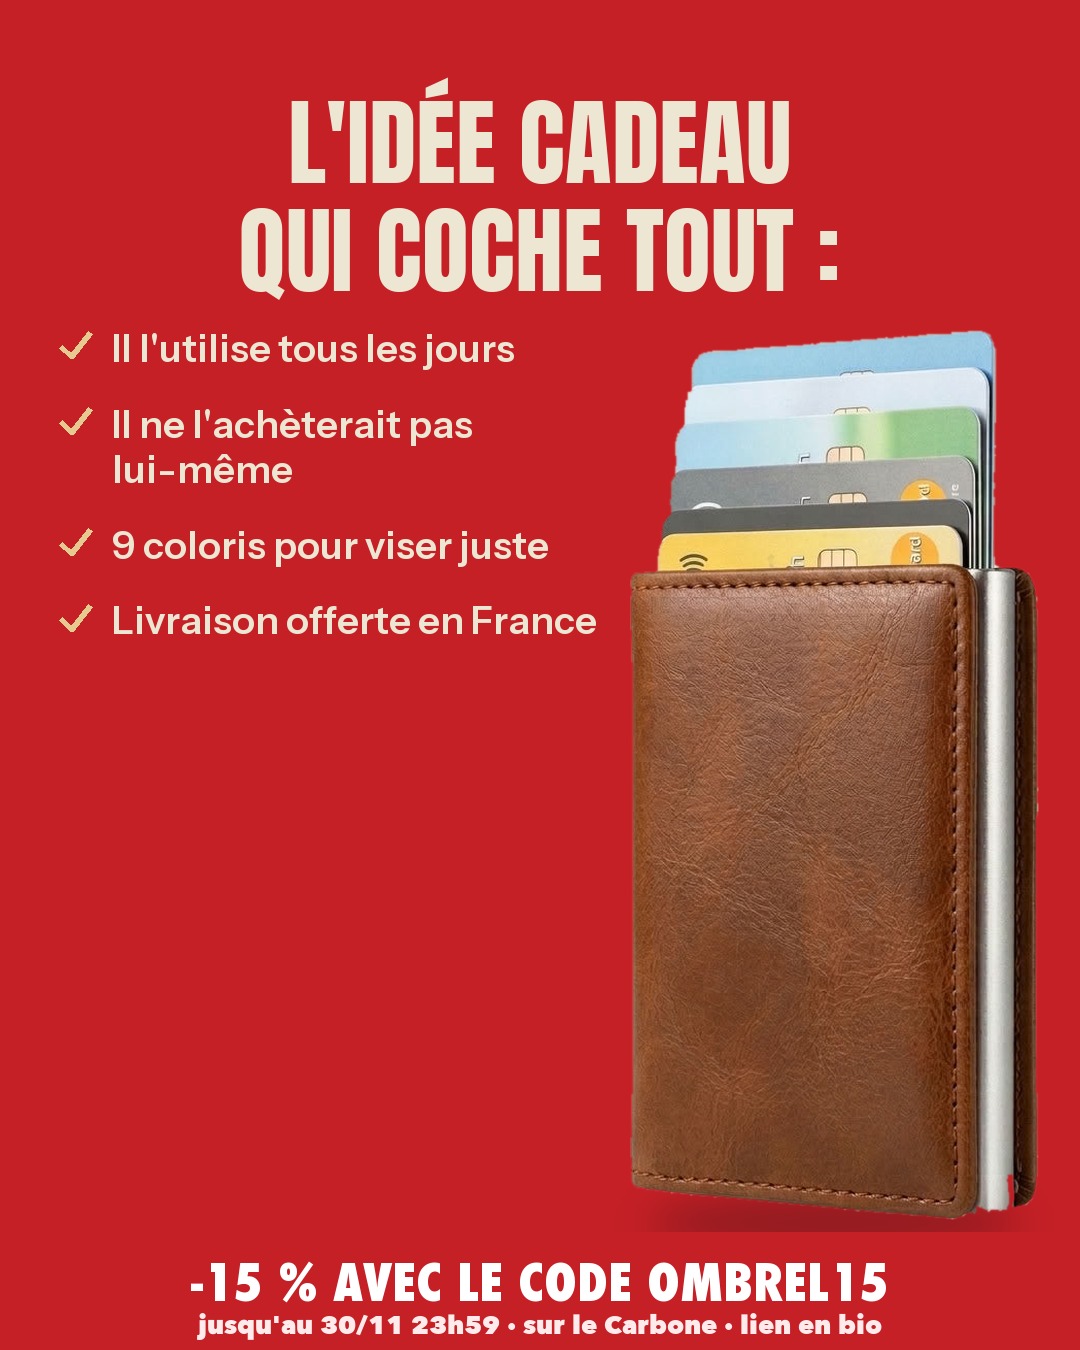 L'IDÉE CADEAU
QUI COCHE TOUT :
Il l'utilise tous les jours
Il ne l'achèterait pas
lui-même
9 coloris pour viser juste
Livraison offerte en France
-15 % AVEC LE CODE OMBREL15
jusqu'au 30/11 23h59 • sur le Carbone • lien en bio